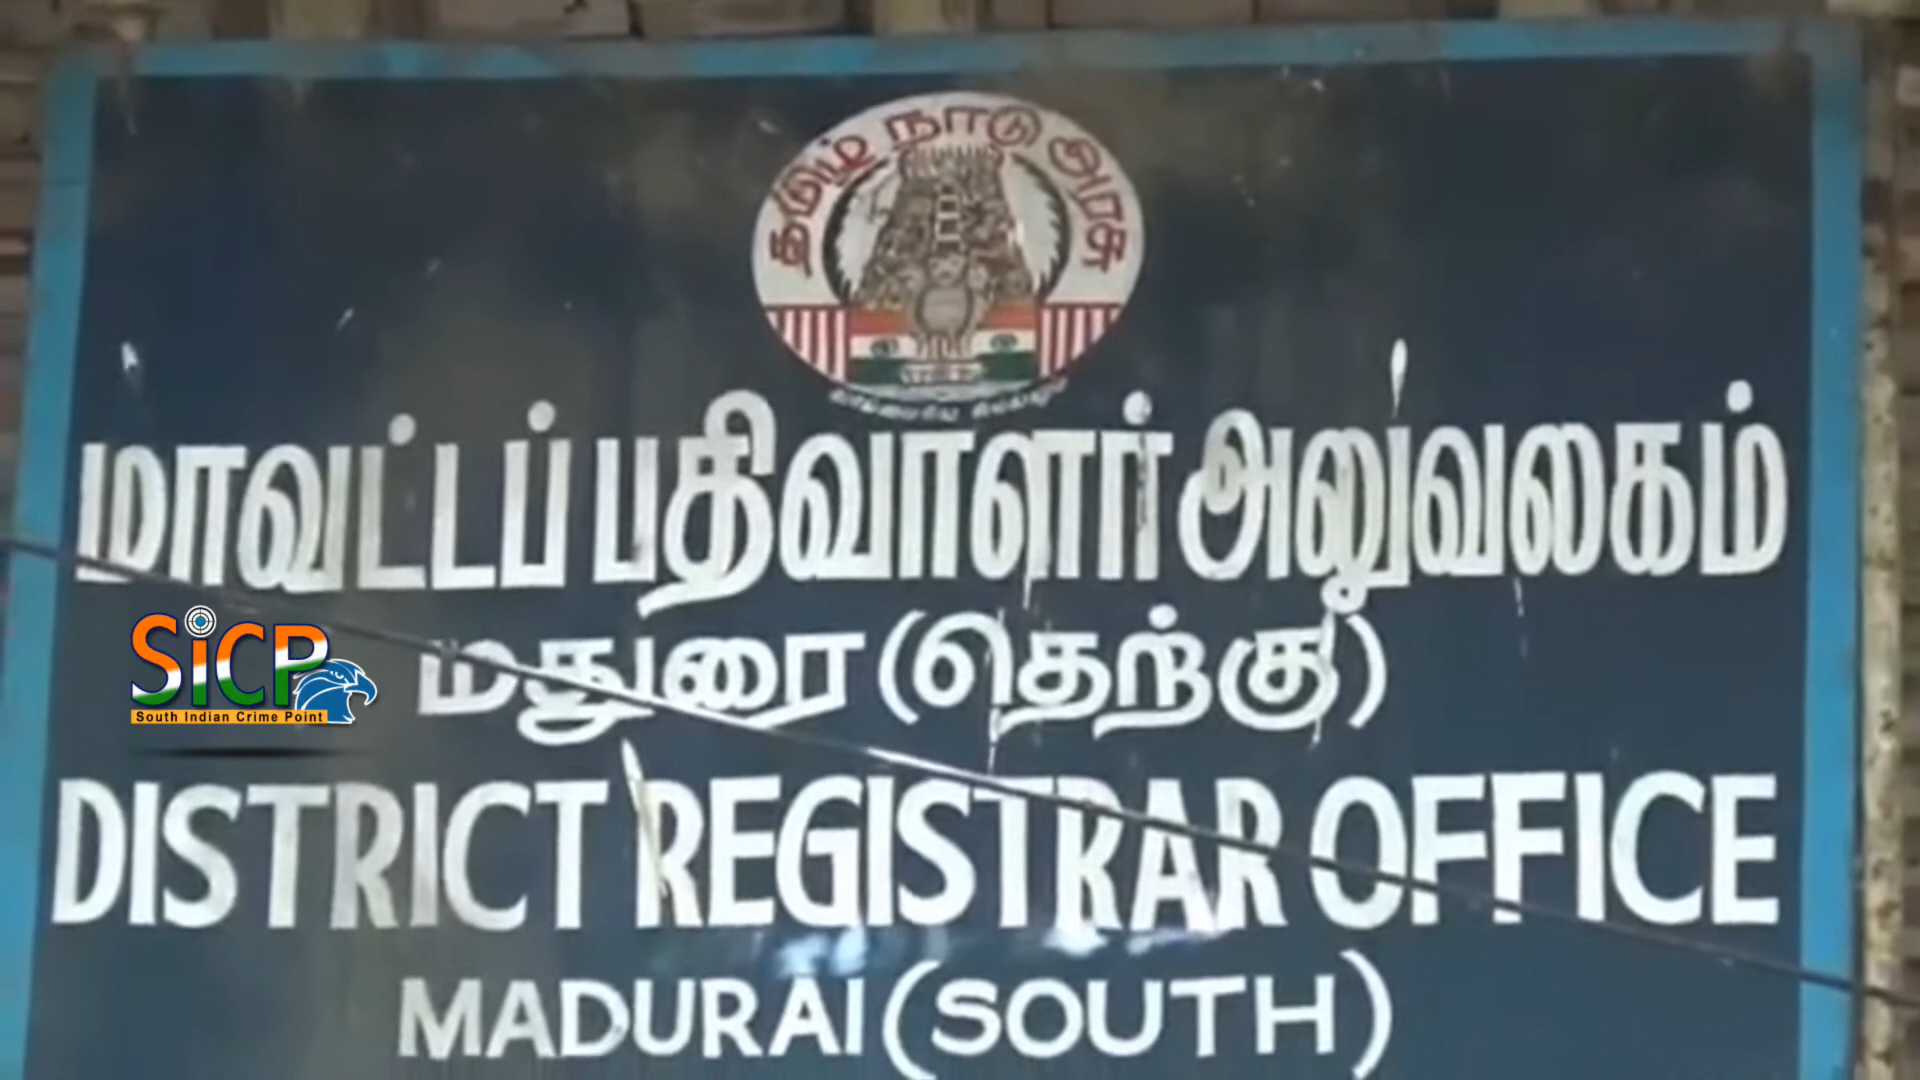 தமிழ் நாடு அரசு
வாய்மையே வெல்லும்
மாவட்டப் பதிவாளர் அலுவலகம்
மதுரை (தெற்கு)
SiCP
South Indian Crime Point
DISTRICT REGISTRAR OFFICE
MADURAI (SOUTH)